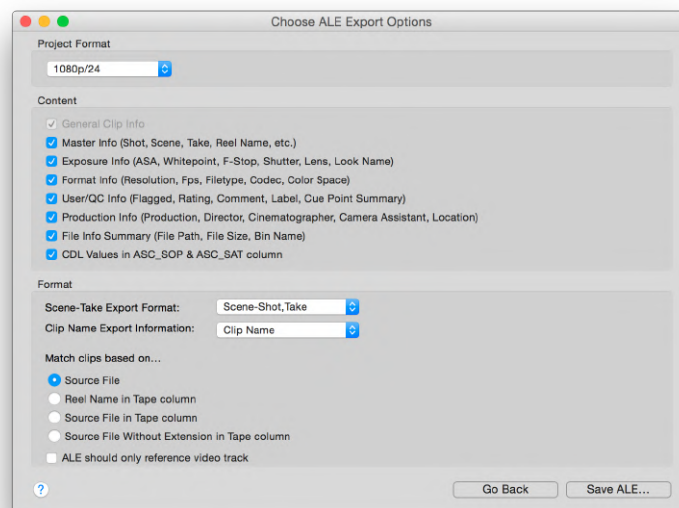 Choose ALE Export Options
Project Format
1080p/24
Content
General Clip Info
Master Info (Shot, Scene, Take, Reel Name, etc.)
Exposure Info (ASA, Whitepoint, F-Stop, Shutter, Lens, Look Name)
Format Info (Resolution, Fps, Filetype, Codec, Color Space)
User/QC Info (Flagged, Rating, Comment, Label, Cue Point Summary)
Production Info (Production, Director, Cinematographer, Camera Assistant, Location)
File Info Summary (File Path, File Size, Bin Name)
CDL Values in ASC_SOP & ASC_SAT column
Format
Scene-Take Export Format: Scene-Shot,Take
Clip Name Export Information: Clip Name
Match clips based on...
Source File
Reel Name in Tape column
Source File in Tape column
Source File Without Extension in Tape column
ALE should only reference video track
? Go Back Save ALE...